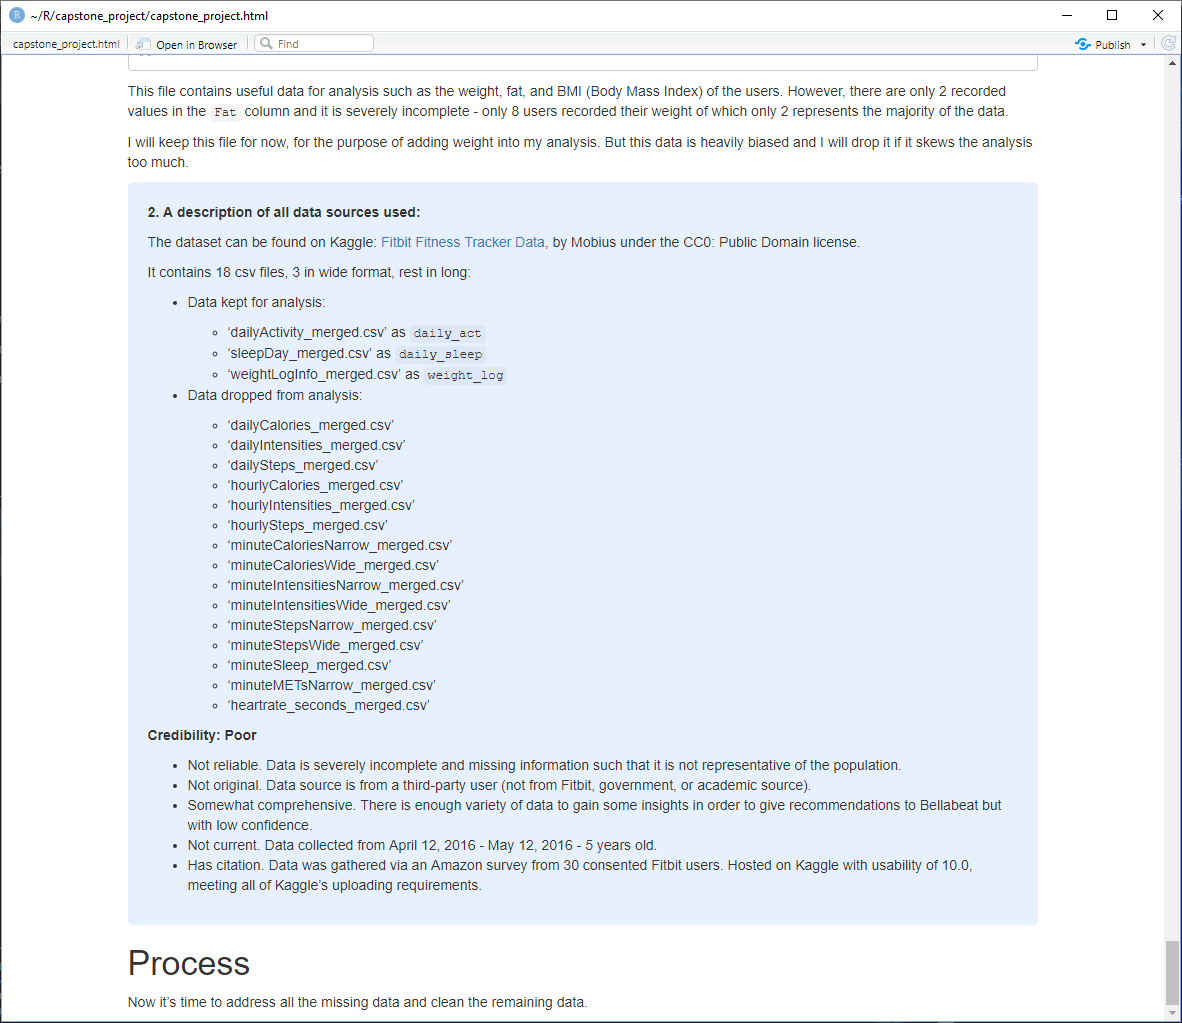 ~/R/capstone_project/capstone_project.html
capstone_project.html
Open in Browser
Find
Publish
This file contains useful data for analysis such as the weight, fat, and BMI (Body Mass Index) of the users. However, there are only 2 recorded
values in the Fat column and it is severely incomplete - only 8 users recorded their weight of which only 2 represents the majority of the data.
I will keep this file for now, for the purpose of adding weight into my analysis. But this data is heavily biased and I will drop it if it skews the analysis
too much.
2. A description of all data sources used:
The dataset can be found on Kaggle: Fitbit Fitness Tracker Data, by Mobius under the CC0: Public Domain license.
It contains 18 csv files, 3 in wide format, rest in long:
• Data kept for analysis:
◦ ‘dailyActivity_merged.csv’ as daily_act
◦ ‘sleepDay_merged.csv’ as daily_sleep
◦ ‘weightLogInfo_merged.csv’ as weight_log
• Data dropped from analysis:
◦ ‘dailyCalories_merged.csv’
◦ ‘dailyIntensities_merged.csv’
◦ ‘dailySteps_merged.csv’
◦ ‘hourlyCalories_merged.csv’
◦ ‘hourlyIntensities_merged.csv’
◦ ‘hourlySteps_merged.csv’
◦ ‘minuteCaloriesNarrow_merged.csv’
◦ ‘minuteCaloriesWide_merged.csv’
◦ ‘minuteIntensitiesNarrow_merged.csv’
◦ ‘minuteIntensitiesWide_merged.csv’
◦ ‘minuteStepsNarrow_merged.csv’
◦ ‘minuteStepsWide_merged.csv’
◦ ‘minuteSleep_merged.csv’
◦ ‘minuteMETsNarrow_merged.csv’
◦ ‘heartrate_seconds_merged.csv’
Credibility: Poor
• Not reliable. Data is severely incomplete and missing information such that it is not representative of the population.
• Not original. Data source is from a third-party user (not from Fitbit, government, or academic source).
• Somewhat comprehensive. There is enough variety of data to gain some insights in order to give recommendations to Bellabeat but
with low confidence.
• Not current. Data collected from April 12, 2016 - May 12, 2016 - 5 years old.
• Has citation. Data was gathered via an Amazon survey from 30 consented Fitbit users. Hosted on Kaggle with usability of 10.0,
meeting all of Kaggle’s uploading requirements.
Process
Now it’s time to address all the missing data and clean the remaining data.